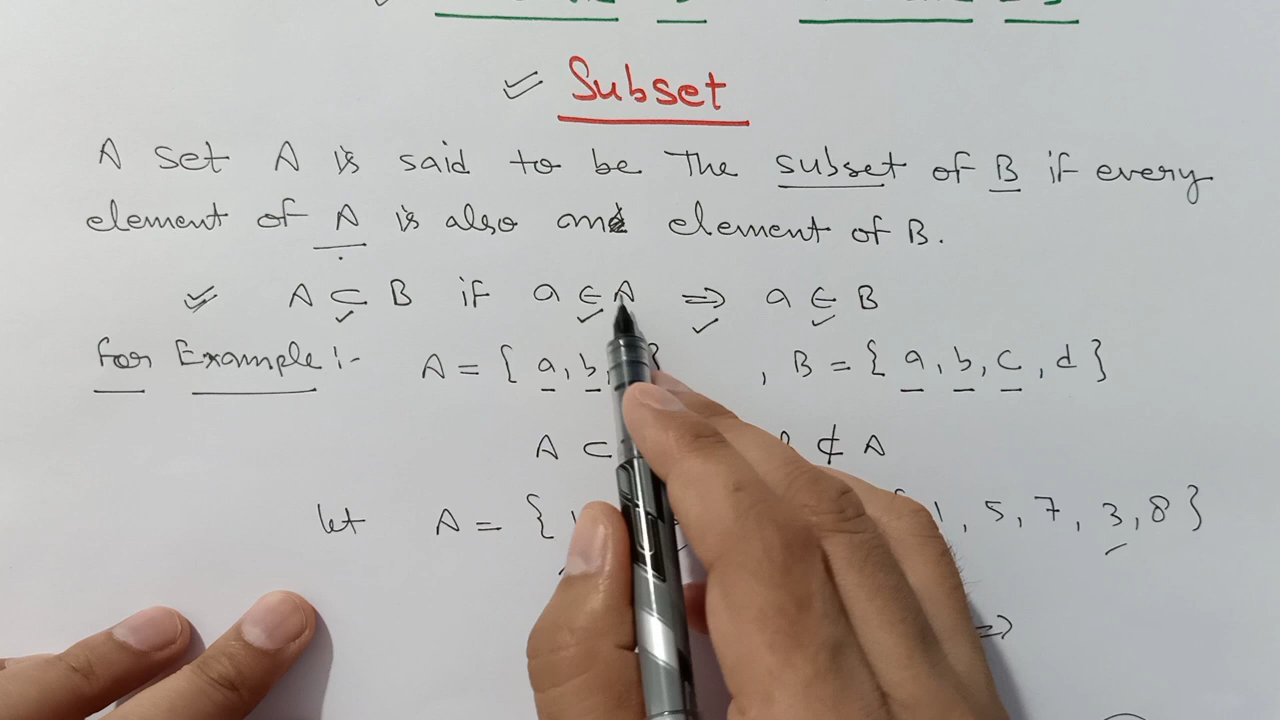 Subset
A set A is said to be the subset of B if every
element of A is also an element of B.
A ⊂ B if a ∈ A ⇒ a ∈ B
For Example :-  A = { a, b, } , B = { a, b, c, d }
A ⊂ ⊄ A
let A = { 1, 5, 7, 3, 8 }
⇒